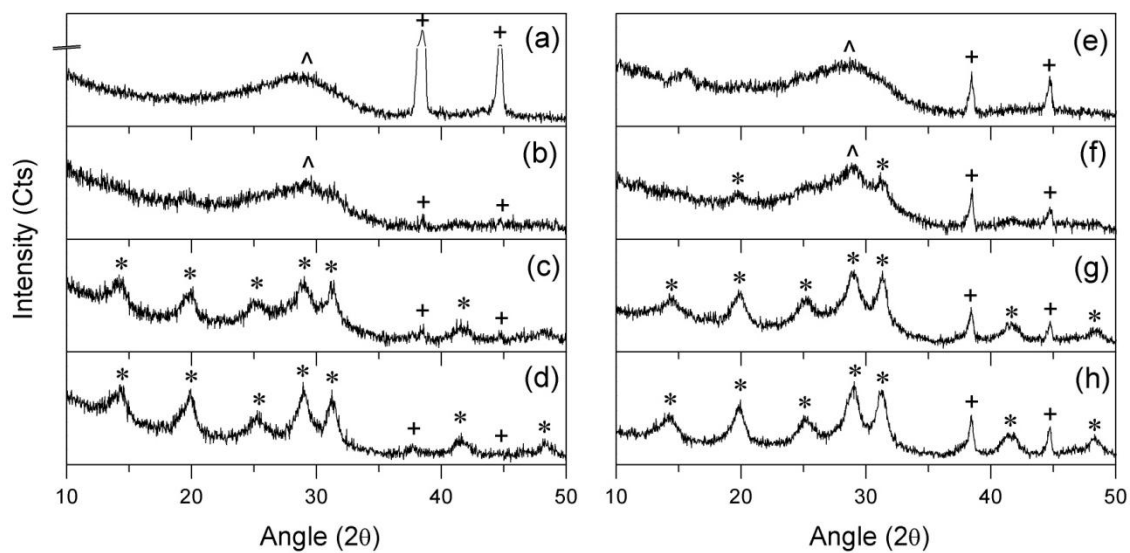 + +
^ (a)
^ (b)
+ +
* * * * * (c)
+ * +
* * * * * (d)
+ * + *
10 20 30 40 50
Angle (2θ)
Intensity (Cts)
^ + + (e)
* ^ * + + (f)
* * * * * + * + * (g)
* * * * * + * + * (h)
10 20 30 40 50
Angle (2θ)